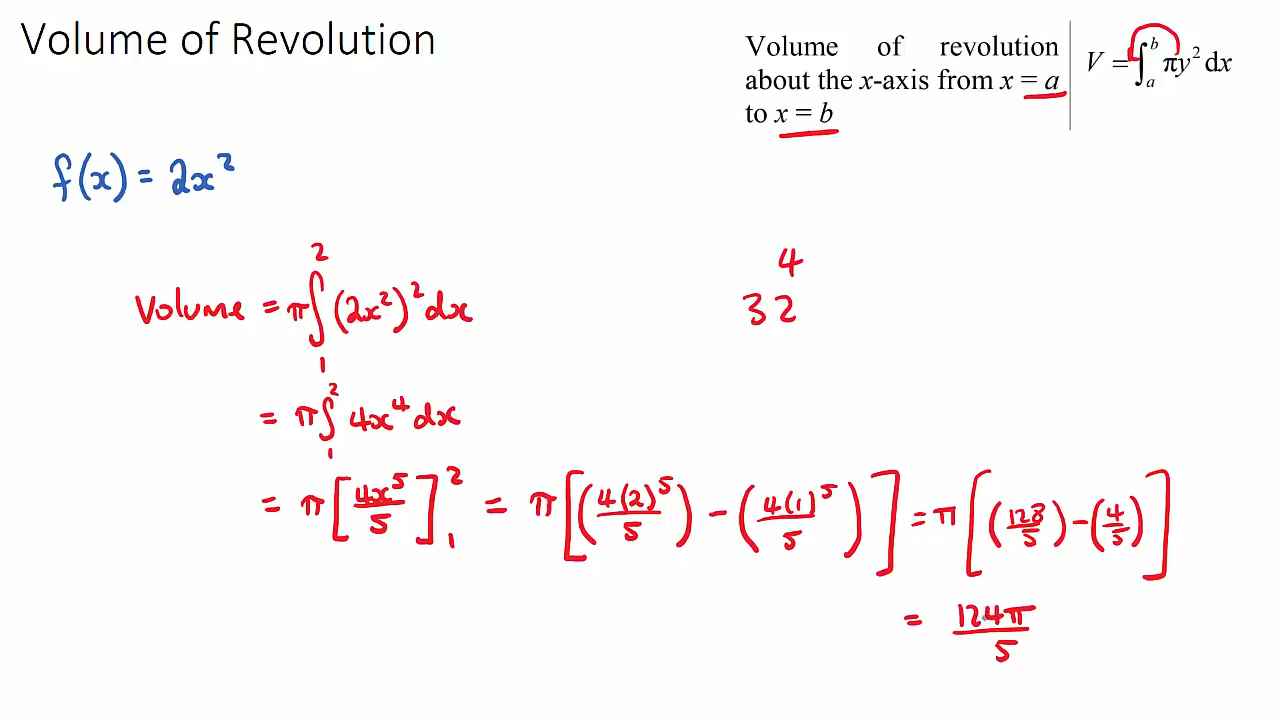 Volume of Revolution
Volume of revolution
about the x-axis from x = a
to x = b
V = ∫ₐᵇ πy² dx
f(x) = 2x²
4
32
Volume = π∫₁² (2x²)² dx
= π∫₁² 4x⁴ dx
= π[4x⁵/5]₁² = π[(4(2)⁵/5) − (4(1)⁵/5)] = π[(128/5) − (4/5)]
= 124π/5